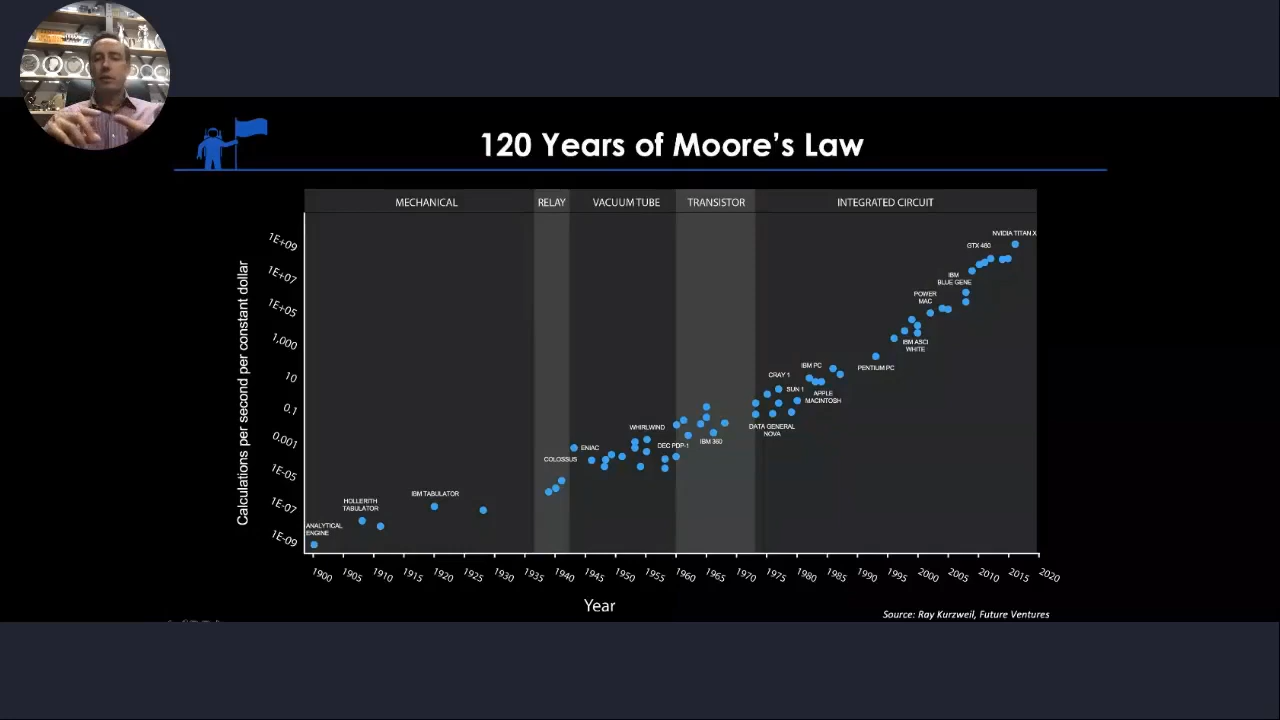 120 Years of Moore's Law
MECHANICAL
RELAY
VACUUM TUBE
TRANSISTOR
INTEGRATED CIRCUIT
Calculations per second per constant dollar
1E+09
1E+07
1E+05
1,000
10
0.1
0.001
1E-05
1E-07
1E-09
ANALYTICAL
ENGINE
HOLLERITH
TABULATOR
IBM TABULATOR
COLOSSUS
ENIAC
WHIRLWIND
DEC PDP-1
IBM 360
DATA GENERAL
NOVA
CRAY 1
SUN 1
IBM PC
APPLE
MACINTOSH
PENTIUM PC
IBM ASCI
WHITE
POWER
MAC
IBM
BLUE GENE
GTX 460
NVIDIA TITAN X
1900
1905
1910
1915
1920
1925
1930
1935
1940
1945
1950
1955
1960
1965
1970
1975
1980
1985
1990
1995
2000
2005
2010
2015
2020
Year
Source: Ray Kurzweil, Future Ventures